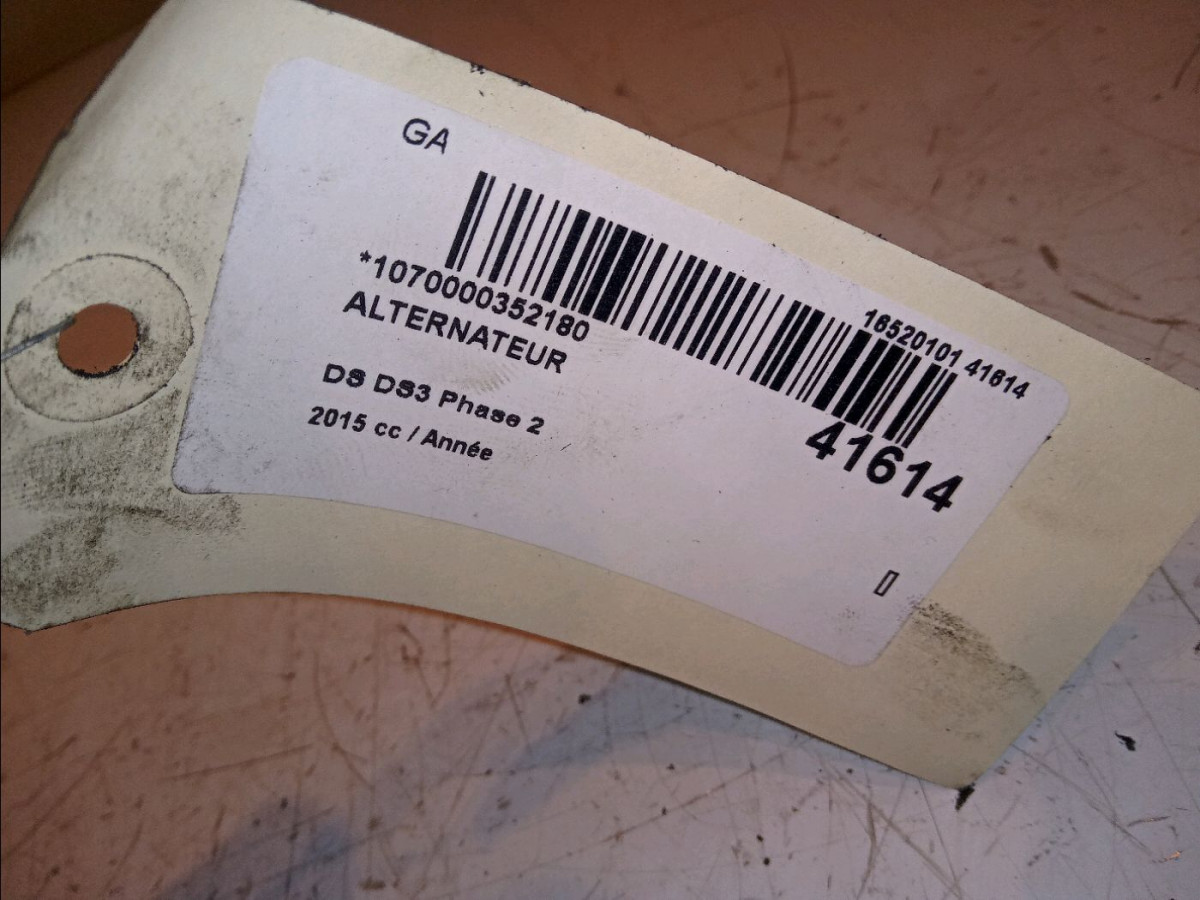 GA
*1070000352180
16520101 41614
ALTERNATEUR
41614
DS DS3 Phase 2
2015 cc / Année